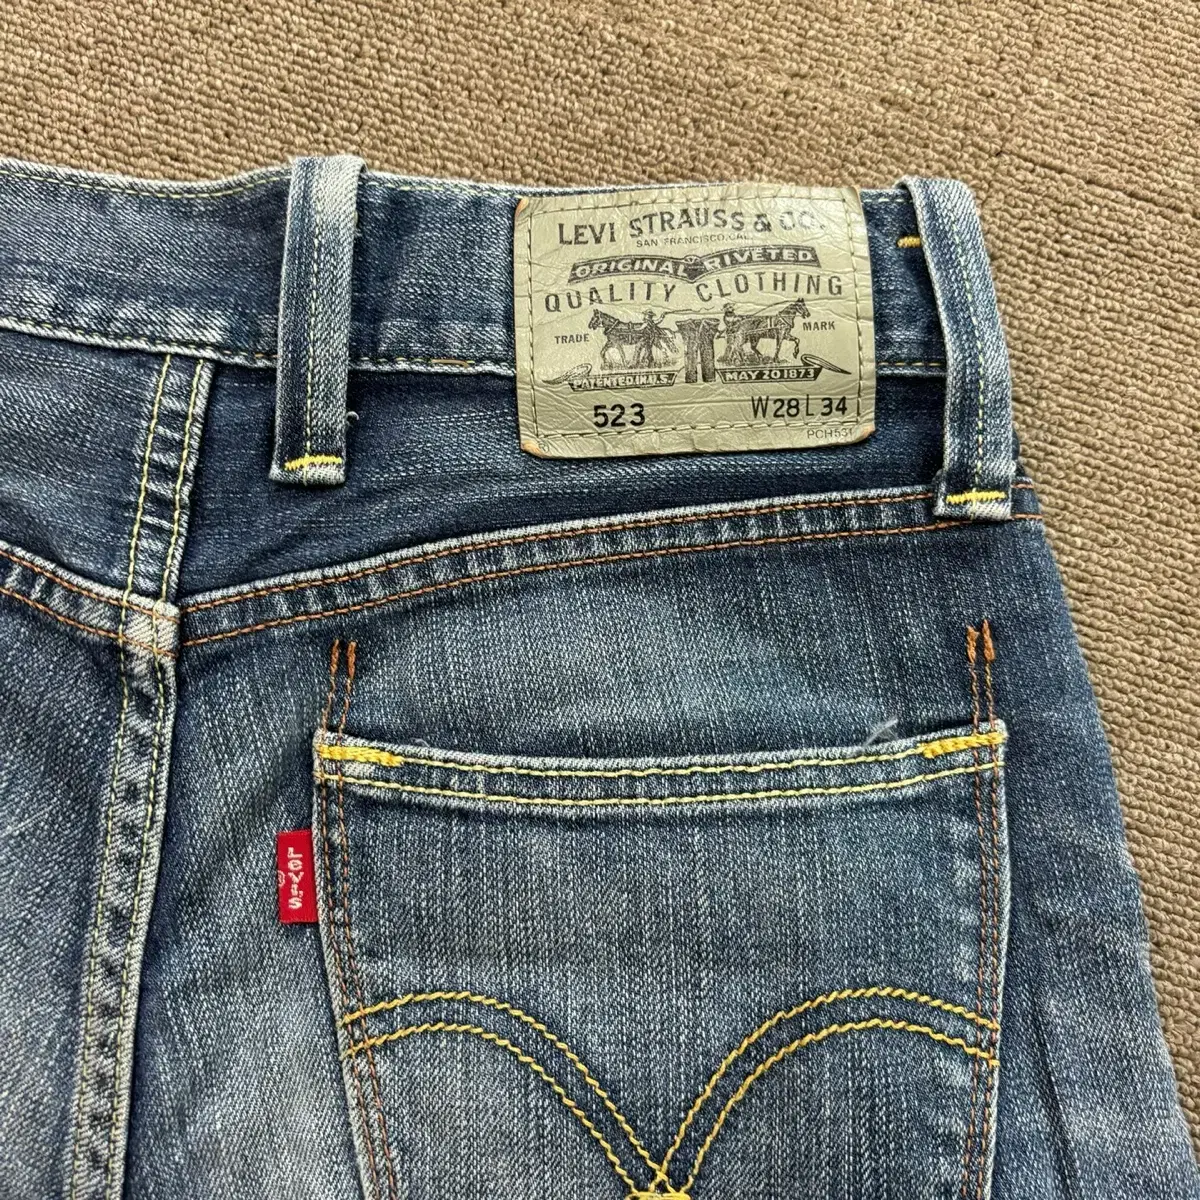 LEVI STRAUSS & CO.
SAN FRANCISCO, CAL.
ORIGINAL RIVETED
QUALITY CLOTHING
TRADE MARK
PATENTED IN U.S. MAY 20 1873
523 W28 L34
PCH531
LEVI'S